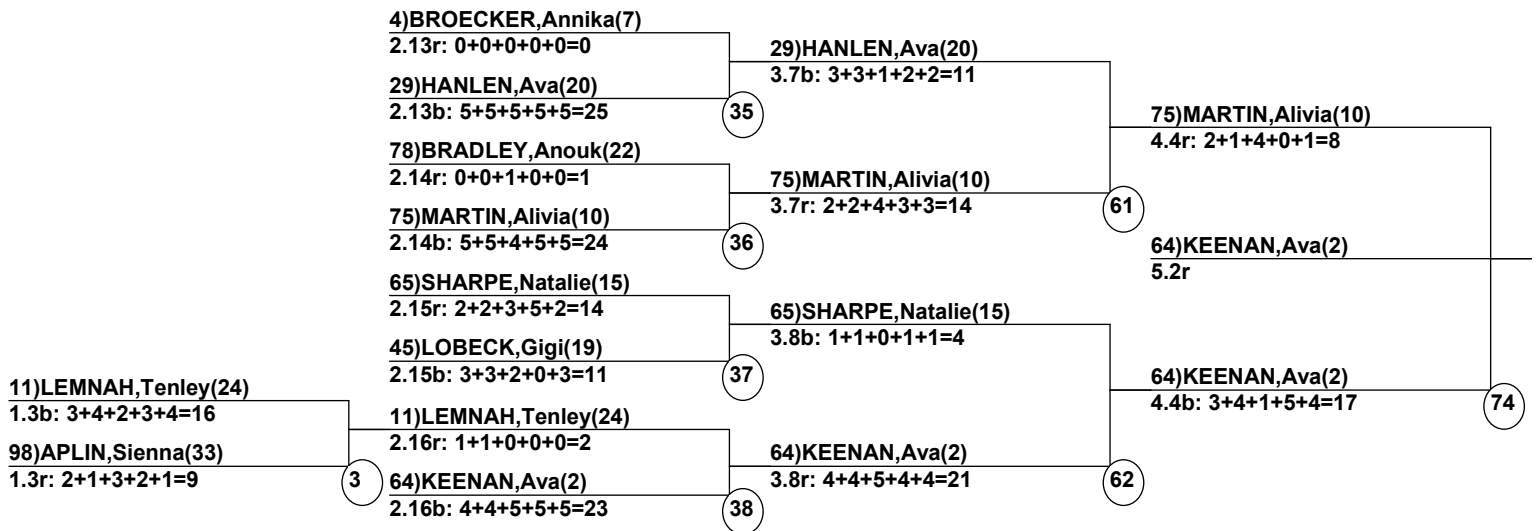 4)BROECKER,Annika(7)
2.13r: 0+0+0+0+0=0
29)HANLEN,Ava(20)
2.13b: 5+5+5+5+5=25
35
78)BRADLEY,Anouk(22)
2.14r: 0+0+1+0+0=1
75)MARTIN,Alivia(10)
2.14b: 5+5+4+5+5=24
36
65)SHARPE,Natalie(15)
2.15r: 2+2+3+5+2=14
45)LOBECK,Gigi(19)
2.15b: 3+3+2+0+3=11
37
11)LEMNAH,Tenley(24)
1.3b: 3+4+2+3+4=16
98)APLIN,Sienna(33)
1.3r: 2+1+3+2+1=9
3
11)LEMNAH,Tenley(24)
2.16r: 1+1+0+0+0=2
64)KEENAN,Ava(2)
2.16b: 4+4+5+5+5=23
38
29)HANLEN,Ava(20)
3.7b: 3+3+1+2+2=11
75)MARTIN,Alivia(10)
3.7r: 2+2+4+3+3=14
61
65)SHARPE,Natalie(15)
3.8b: 1+1+0+1+1=4
64)KEENAN,Ava(2)
3.8r: 4+4+5+4+4=21
62
75)MARTIN,Alivia(10)
4.4r: 2+1+4+0+1=8
64)KEENAN,Ava(2)
4.4b: 3+4+1+5+4=17
74
64)KEENAN,Ava(2)
5.2r